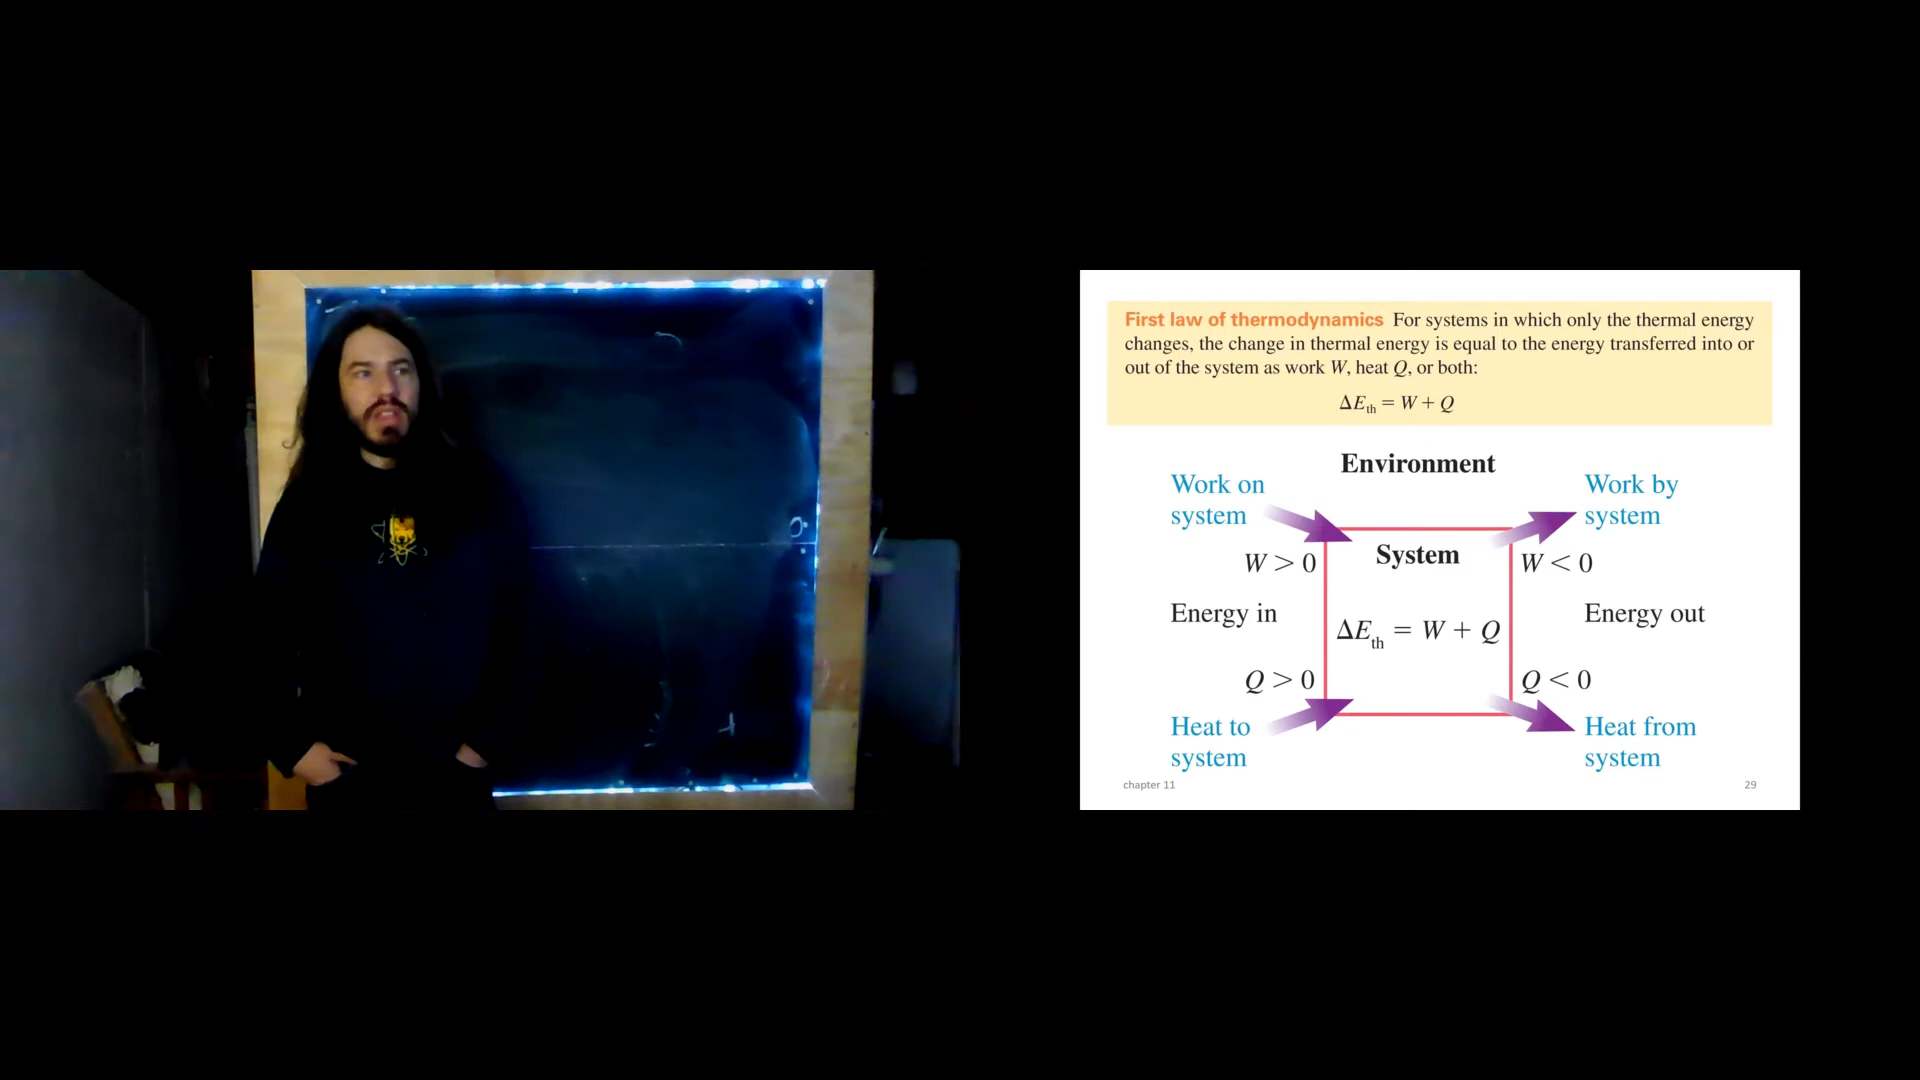 First law of thermodynamics For systems in which only the thermal energy
changes, the change in thermal energy is equal to the energy transferred into or
out of the system as work W, heat Q, or both:
ΔEth = W + Q
Environment
Work on
system
Work by
system
System
W > 0
W < 0
Energy in
Energy out
ΔEth = W + Q
Q > 0
Q < 0
Heat to
system
Heat from
system
chapter 11
29